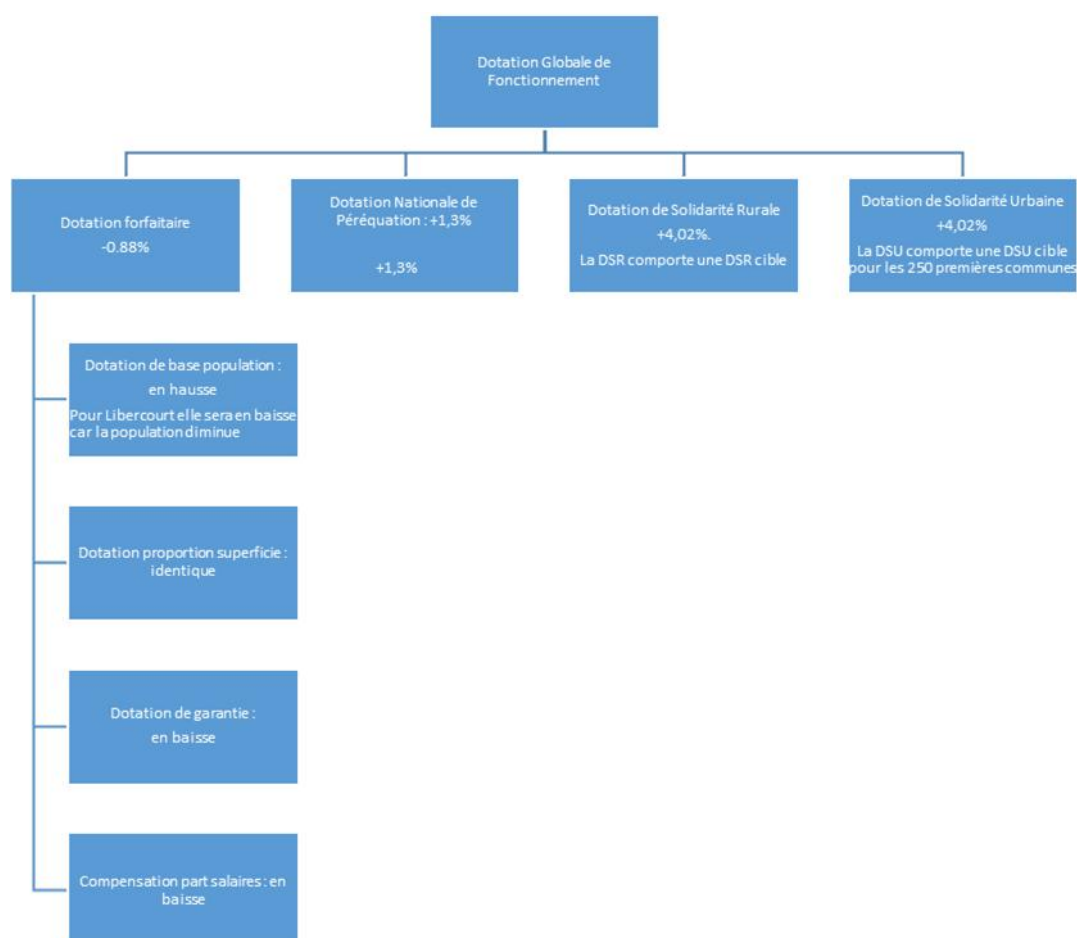 Dotation Globale de
Fonctionnement
Dotation forfaitaire
-0.88%
Dotation Nationale de
Péréquation : +1,3%
+1,3%
Dotation de Solidarité Rurale
+4,02%.
La DSR comporte une DSR cible
Dotation de Solidarité Urbaine
+4,02%
La DSU comporte une DSU cible
pour les 250 premières communes
Dotation de base population :
en hausse
Pour Libercourt elle sera en baisse
car la population diminue
Dotation proportion superficie :
identique
Dotation de garantie :
en baisse
Compensation part salaires : en
baisse